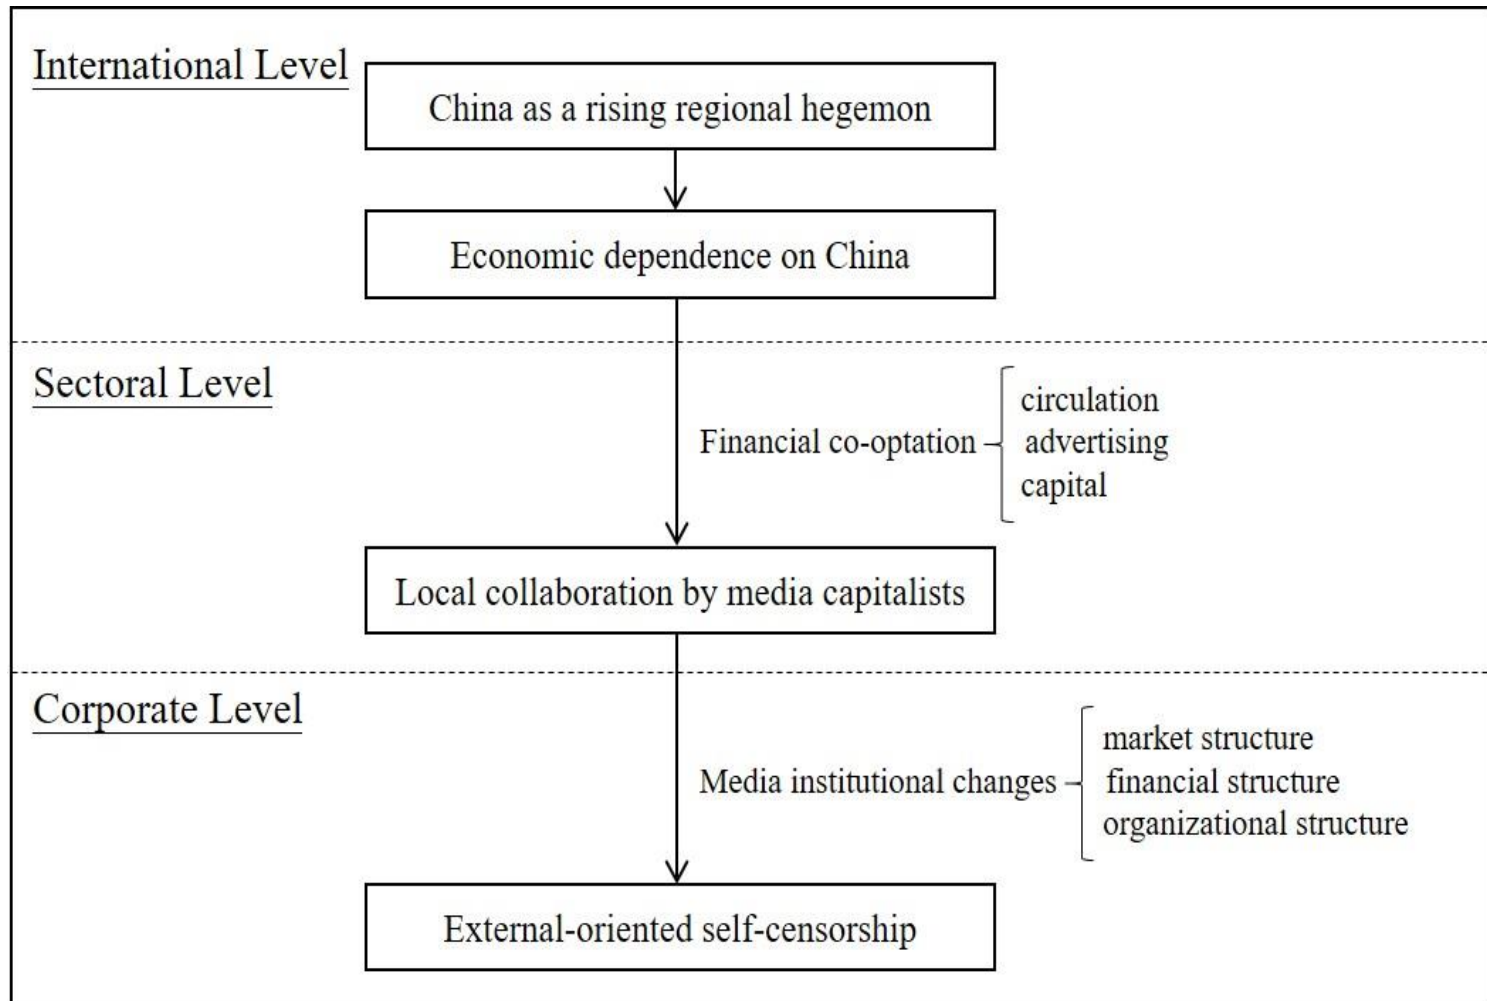 International Level
China as a rising regional hegemon
Economic dependence on China
Sectoral Level
Financial co-optation
circulation
advertising
capital
Local collaboration by media capitalists
Corporate Level
Media institutional changes
market structure
financial structure
organizational structure
External-oriented self-censorship